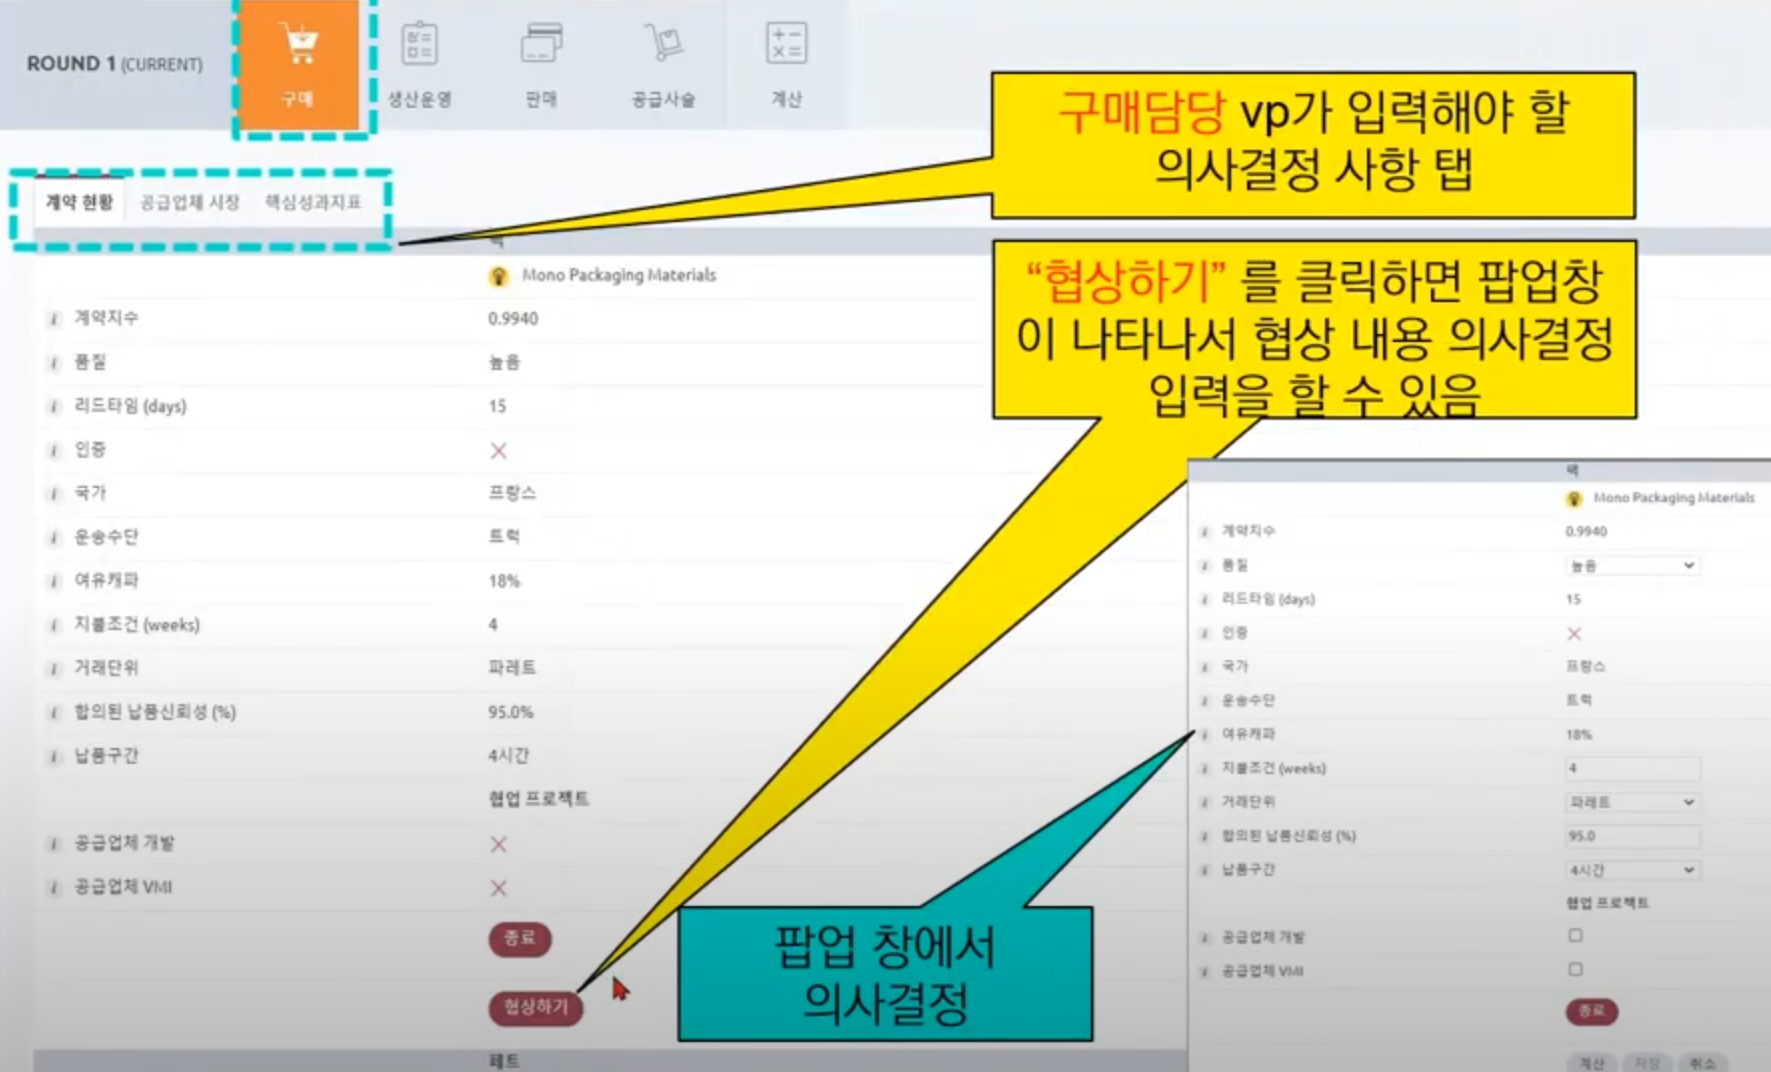 ROUND 1 (CURRENT)
구매
생산운영
판매
공급사슬
계산
구매담당 vp가 입력해야 할
의사결정 사항 탭
계약 현황
공급업체 시장
핵심성과지표
팩
Mono Packaging Materials
계약지수
0.9940
품질
높음
리드타임 (days)
15
인증
국가
프랑스
운송수단
트럭
여유캐파
18%
지불조건 (weeks)
4
거래단위
파레트
합의된 납품신뢰성 (%)
95.0%
납품구간
4시간
협업 프로젝트
공급업체 개발
공급업체 VMI
종료
협상하기
페트
“협상하기” 를 클릭하면 팝업창
이 나타나서 협상 내용 의사결정
입력을 할 수 있음
팝업 창에서
의사결정
팩
Mono Packaging Materials
계약지수
0.9940
품질
높음
리드타임 (days)
15
인증
국가
프랑스
운송수단
트럭
여유캐파
18%
지불조건 (weeks)
4
거래단위
파레트
합의된 납품신뢰성 (%)
95.0
납품구간
4시간
협업 프로젝트
공급업체 개발
공급업체 VMI
종료
계산
저장
취소